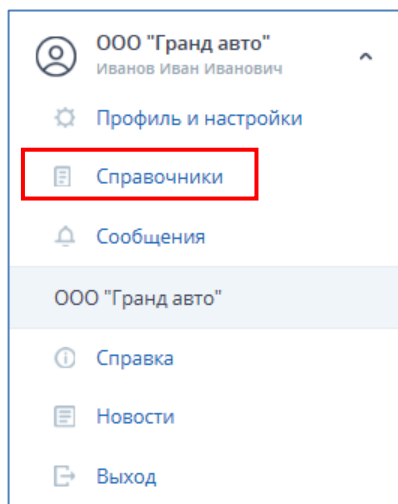 ООО "Гранд авто"
Иванов Иван Иванович
Профиль и настройки
Справочники
Сообщения
ООО "Гранд авто"
Справка
Новости
Выход